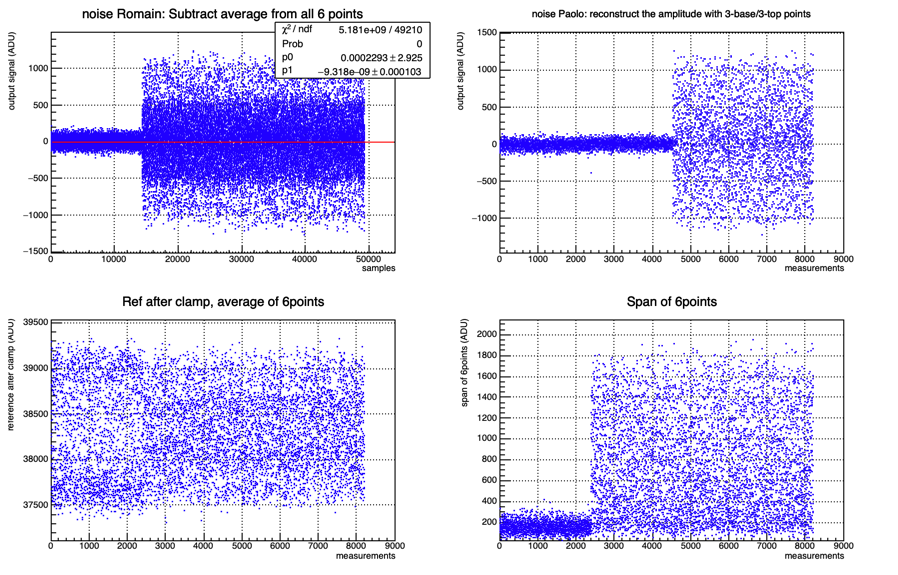 noise Romain: Subtract average from all 6 points
χ² / ndf 5.181e+09 / 49210
Prob 0
p0 0.0002293 ± 2.925
p1 −9.318e−09 ± 0.000103
output signal (ADU)
1000
500
0
−500
−1000
−1500
0 10000 20000 30000 40000 50000
samples
noise Paolo: reconstruct the amplitude with 3-base/3-top points
output signal (ADU)
1500
1000
500
0
−500
−1000
0 1000 2000 3000 4000 5000 6000 7000 8000 9000
measurements
Ref after clamp, average of 6points
reference after clamp (ADU)
39500
39000
38500
38000
37500
0 1000 2000 3000 4000 5000 6000 7000 8000 9000
measurements
Span of 6points
span of 6points (ADU)
2000
1800
1600
1400
1200
1000
800
600
400
200
0 1000 2000 3000 4000 5000 6000 7000 8000 9000
measurements